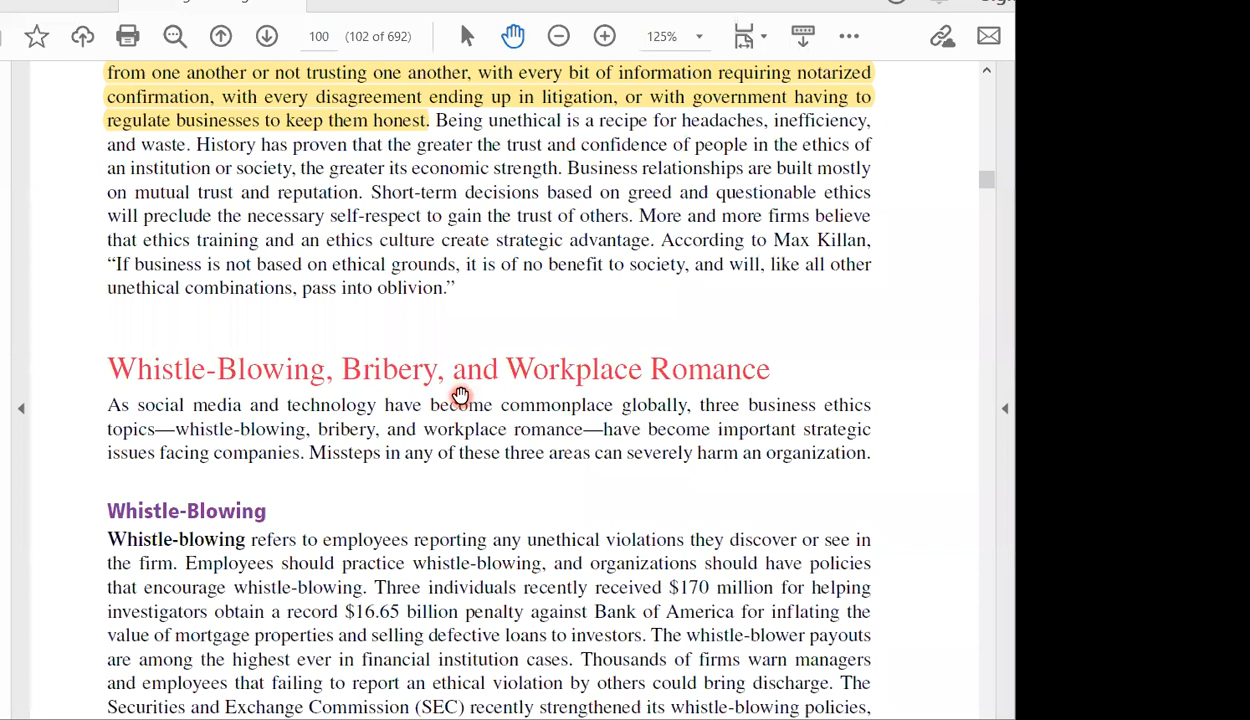 100 (102 of 692) 125%
from one another or not trusting one another, with every bit of information requiring notarized
confirmation, with every disagreement ending up in litigation, or with government having to
regulate businesses to keep them honest. Being unethical is a recipe for headaches, inefficiency,
and waste. History has proven that the greater the trust and confidence of people in the ethics of
an institution or society, the greater its economic strength. Business relationships are built mostly
on mutual trust and reputation. Short-term decisions based on greed and questionable ethics
will preclude the necessary self-respect to gain the trust of others. More and more firms believe
that ethics training and an ethics culture create strategic advantage. According to Max Killan,
“If business is not based on ethical grounds, it is of no benefit to society, and will, like all other
unethical combinations, pass into oblivion.”
Whistle-Blowing, Bribery, and Workplace Romance
As social media and technology have become commonplace globally, three business ethics
topics—whistle-blowing, bribery, and workplace romance—have become important strategic
issues facing companies. Missteps in any of these three areas can severely harm an organization.
Whistle-Blowing
Whistle-blowing refers to employees reporting any unethical violations they discover or see in
the firm. Employees should practice whistle-blowing, and organizations should have policies
that encourage whistle-blowing. Three individuals recently received $170 million for helping
investigators obtain a record $16.65 billion penalty against Bank of America for inflating the
value of mortgage properties and selling defective loans to investors. The whistle-blower payouts
are among the highest ever in financial institution cases. Thousands of firms warn managers
and employees that failing to report an ethical violation by others could bring discharge. The
Securities and Exchange Commission (SEC) recently strengthened its whistle-blowing policies,